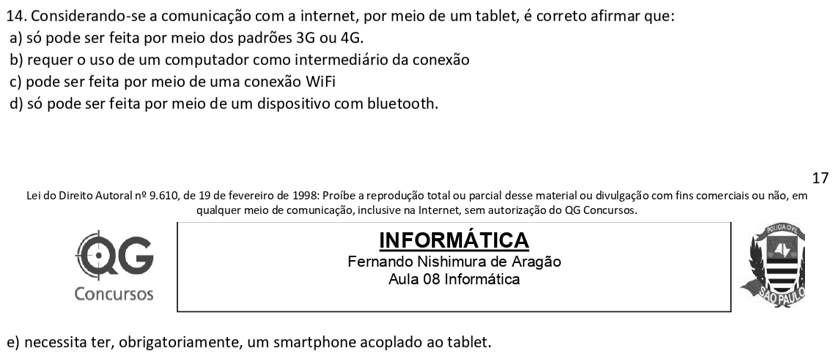 14. Considerando-se a comunicação com a internet, por meio de um tablet, é correto afirmar que:
a) só pode ser feita por meio dos padrões 3G ou 4G.
b) requer o uso de um computador como intermediário da conexão
c) pode ser feita por meio de uma conexão WiFi
d) só pode ser feita por meio de um dispositivo com bluetooth.
17
Lei do Direito Autoral nº 9.610, de 19 de fevereiro de 1998: Proíbe a reprodução total ou parcial desse material ou divulgação com fins comerciais ou não, em
qualquer meio de comunicação, inclusive na Internet, sem autorização do QG Concursos.
QG
Concursos
INFORMÁTICA
Fernando Nishimura de Aragão
Aula 08 Informática
POLICIA CIVIL
SÃO PAULO
e) necessita ter, obrigatoriamente, um smartphone acoplado ao tablet.